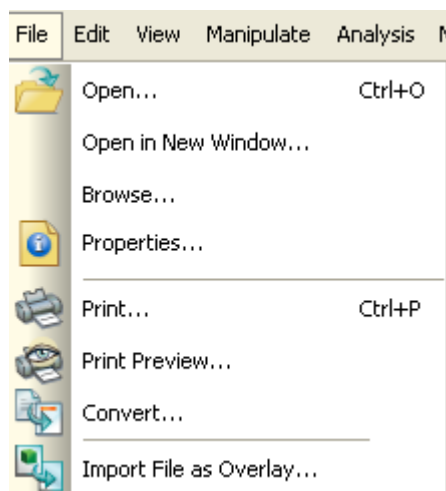 File Edit View Manipulate Analysis
Open... Ctrl+O
Open in New Window...
Browse...
Properties...
Print... Ctrl+P
Print Preview...
Convert...
Import File as Overlay...